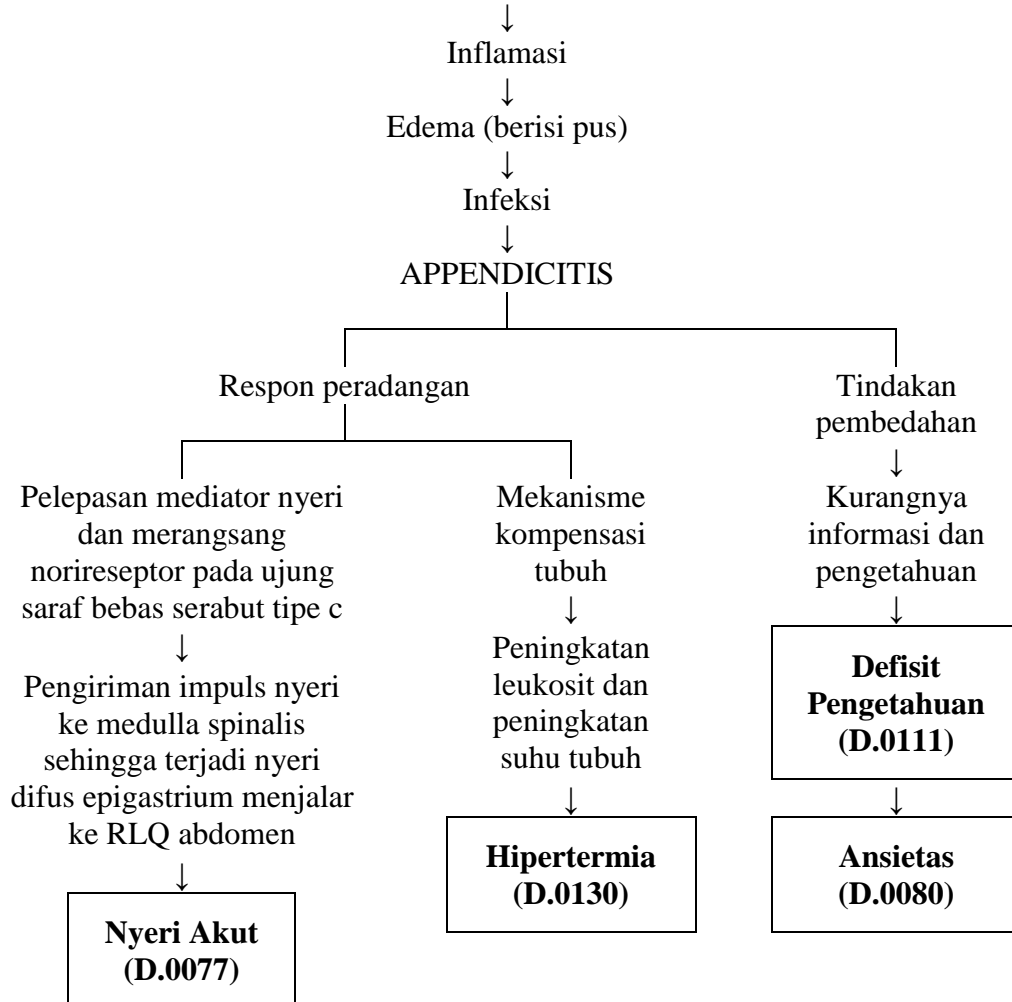 Inflamasi
Edema (berisi pus)
Infeksi
APPENDICITIS
Respon peradangan
Tindakan
pembedahan
Pelepasan mediator nyeri
dan merangsang
norireseptor pada ujung
saraf bebas serabut tipe c
Mekanisme
kompensasi
tubuh
Kurangnya
informasi dan
pengetahuan
Pengiriman impuls nyeri
ke medulla spinalis
sehingga terjadi nyeri
difus epigastrium menjalar
ke RLQ abdomen
Peningkatan
leukosit dan
peningkatan
suhu tubuh
Defisit
Pengetahuan
(D.0111)
Nyeri Akut
(D.0077)
Hipertermia
(D.0130)
Ansietas
(D.0080)